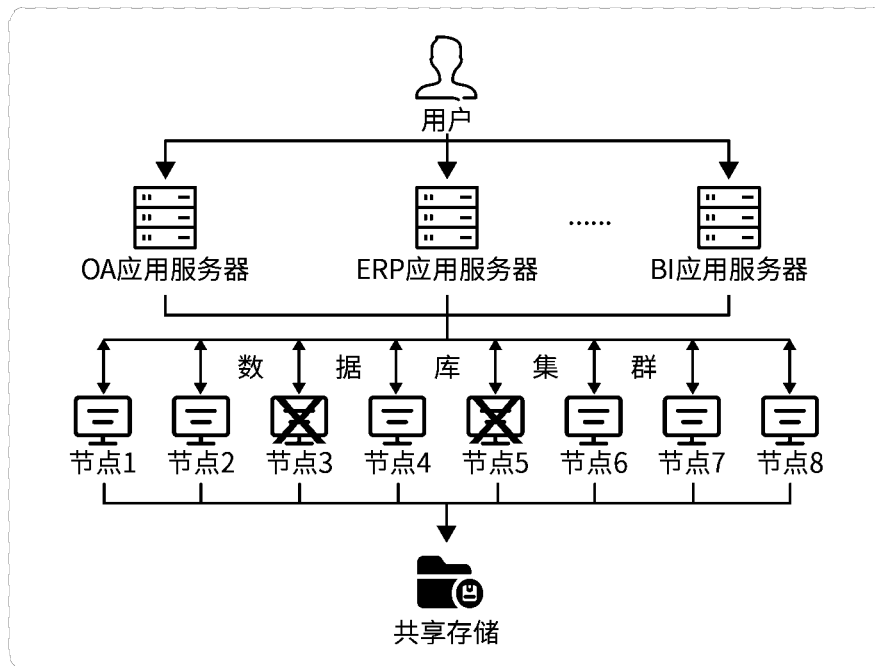 用户
OA应用服务器 ERP应用服务器 …… BI应用服务器
数据库集群
节点1 节点2 节点3 节点4 节点5 节点6 节点7 节点8
共享存储